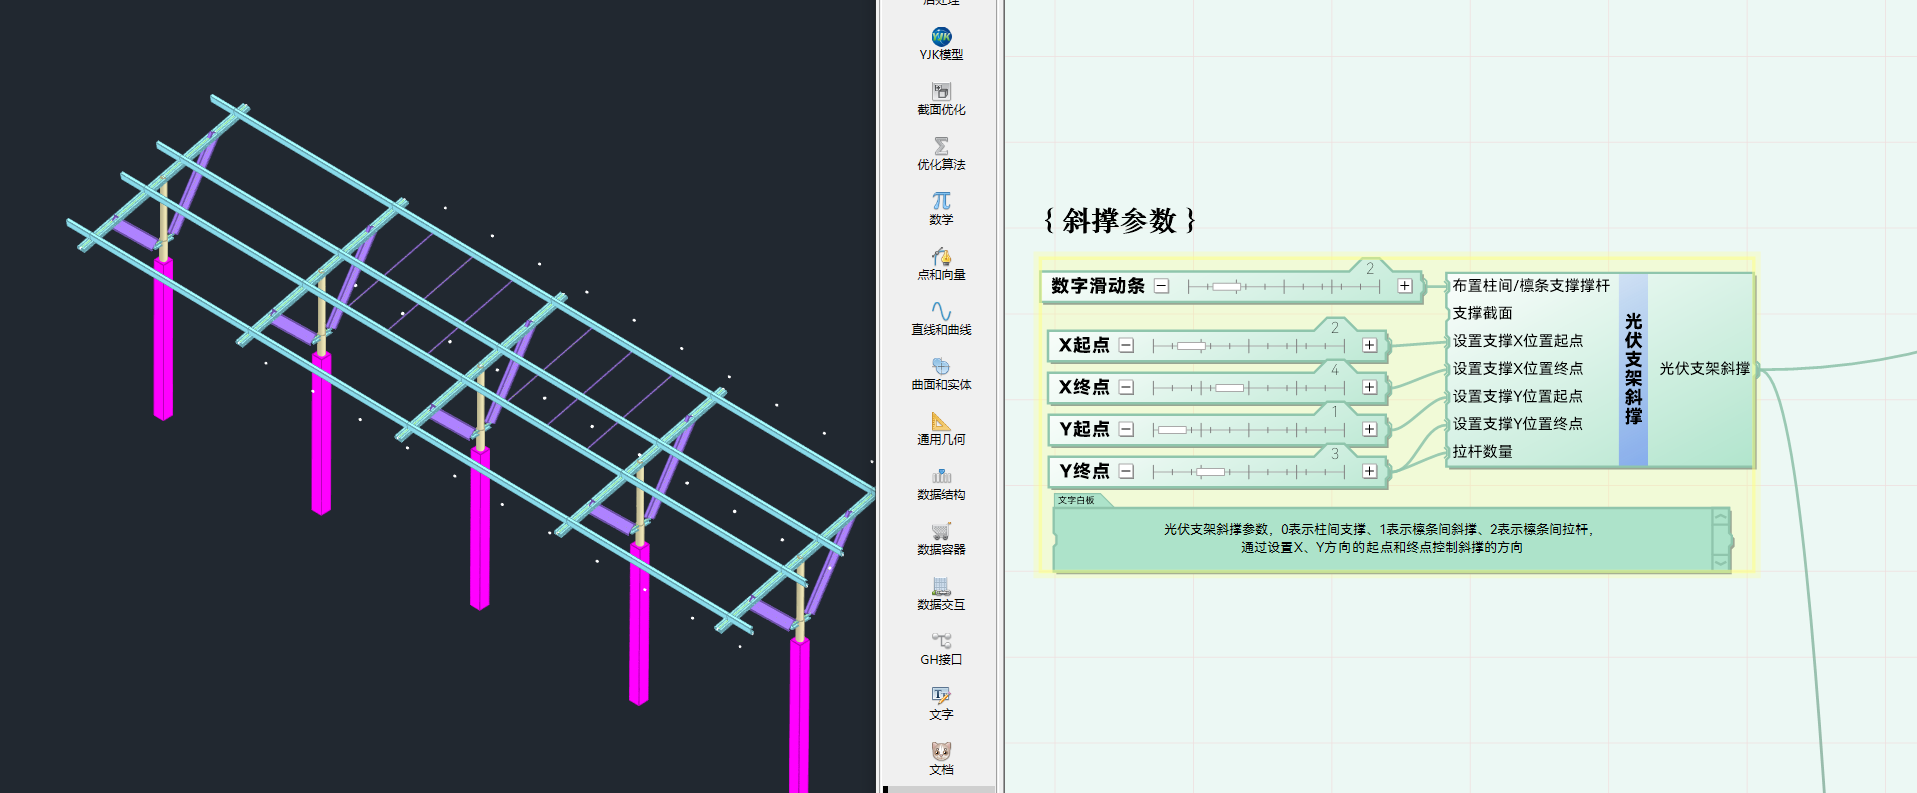 后处理
YJK模型
截面优化
优化算法
数学
点和向量
直线和曲线
曲面和实体
通用几何
数据结构
数据容器
数据交互
GH接口
文字
文档
{ 斜撑参数 }
2
数字滑动条
2
X起点
4
X终点
1
Y起点
3
Y终点
布置柱间/檩条支撑撑杆
支撑截面
设置支撑X位置起点
设置支撑X位置终点
设置支撑Y位置起点
设置支撑Y位置终点
拉杆数量
光伏支架斜撑
光伏支架斜撑
文字白板
光伏支架斜撑参数，0表示柱间支撑、1表示檩条间斜撑、2表示檩条间拉杆，
通过设置X、Y方向的起点和终点控制斜撑的方向